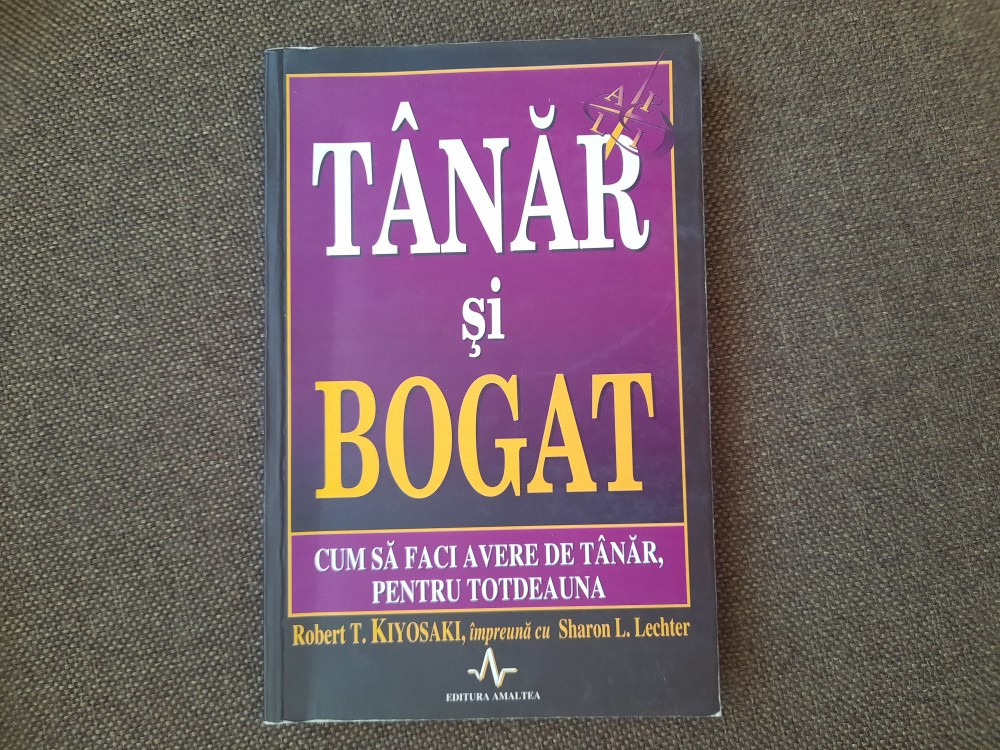 TÂNĂR
şi
BOGAT
CUM SĂ FACI AVERE DE TÂNĂR,
PENTRU TOTDEAUNA
Robert T. KIYOSAKI, împreună cu Sharon L. Lechter
EDITURA AMALTEA